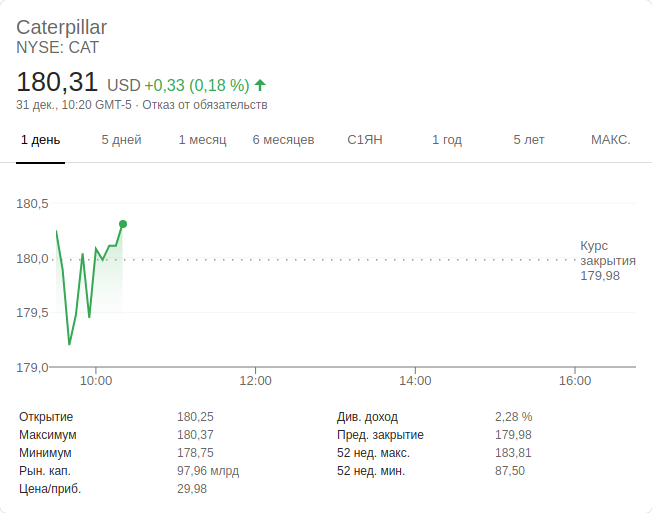 Caterpillar
NYSE: CAT
180,31 USD +0,33 (0,18 %)
31 дек., 10:20 GMT-5 · Отказ от обязательств
1 день 5 дней 1 месяц 6 месяцев С1ЯН 1 год 5 лет МАКС.
180,5
180,0
179,5
179,0
Курс
закрытия
179,98
10:00 12:00 14:00 16:00
Открытие 180,25 Див. доход 2,28 %
Максимум 180,37 Пред. закрытие 179,98
Минимум 178,75 52 нед. макс. 183,81
Рын. кап. 97,96 млрд 52 нед. мин. 87,50
Цена/приб. 29,98